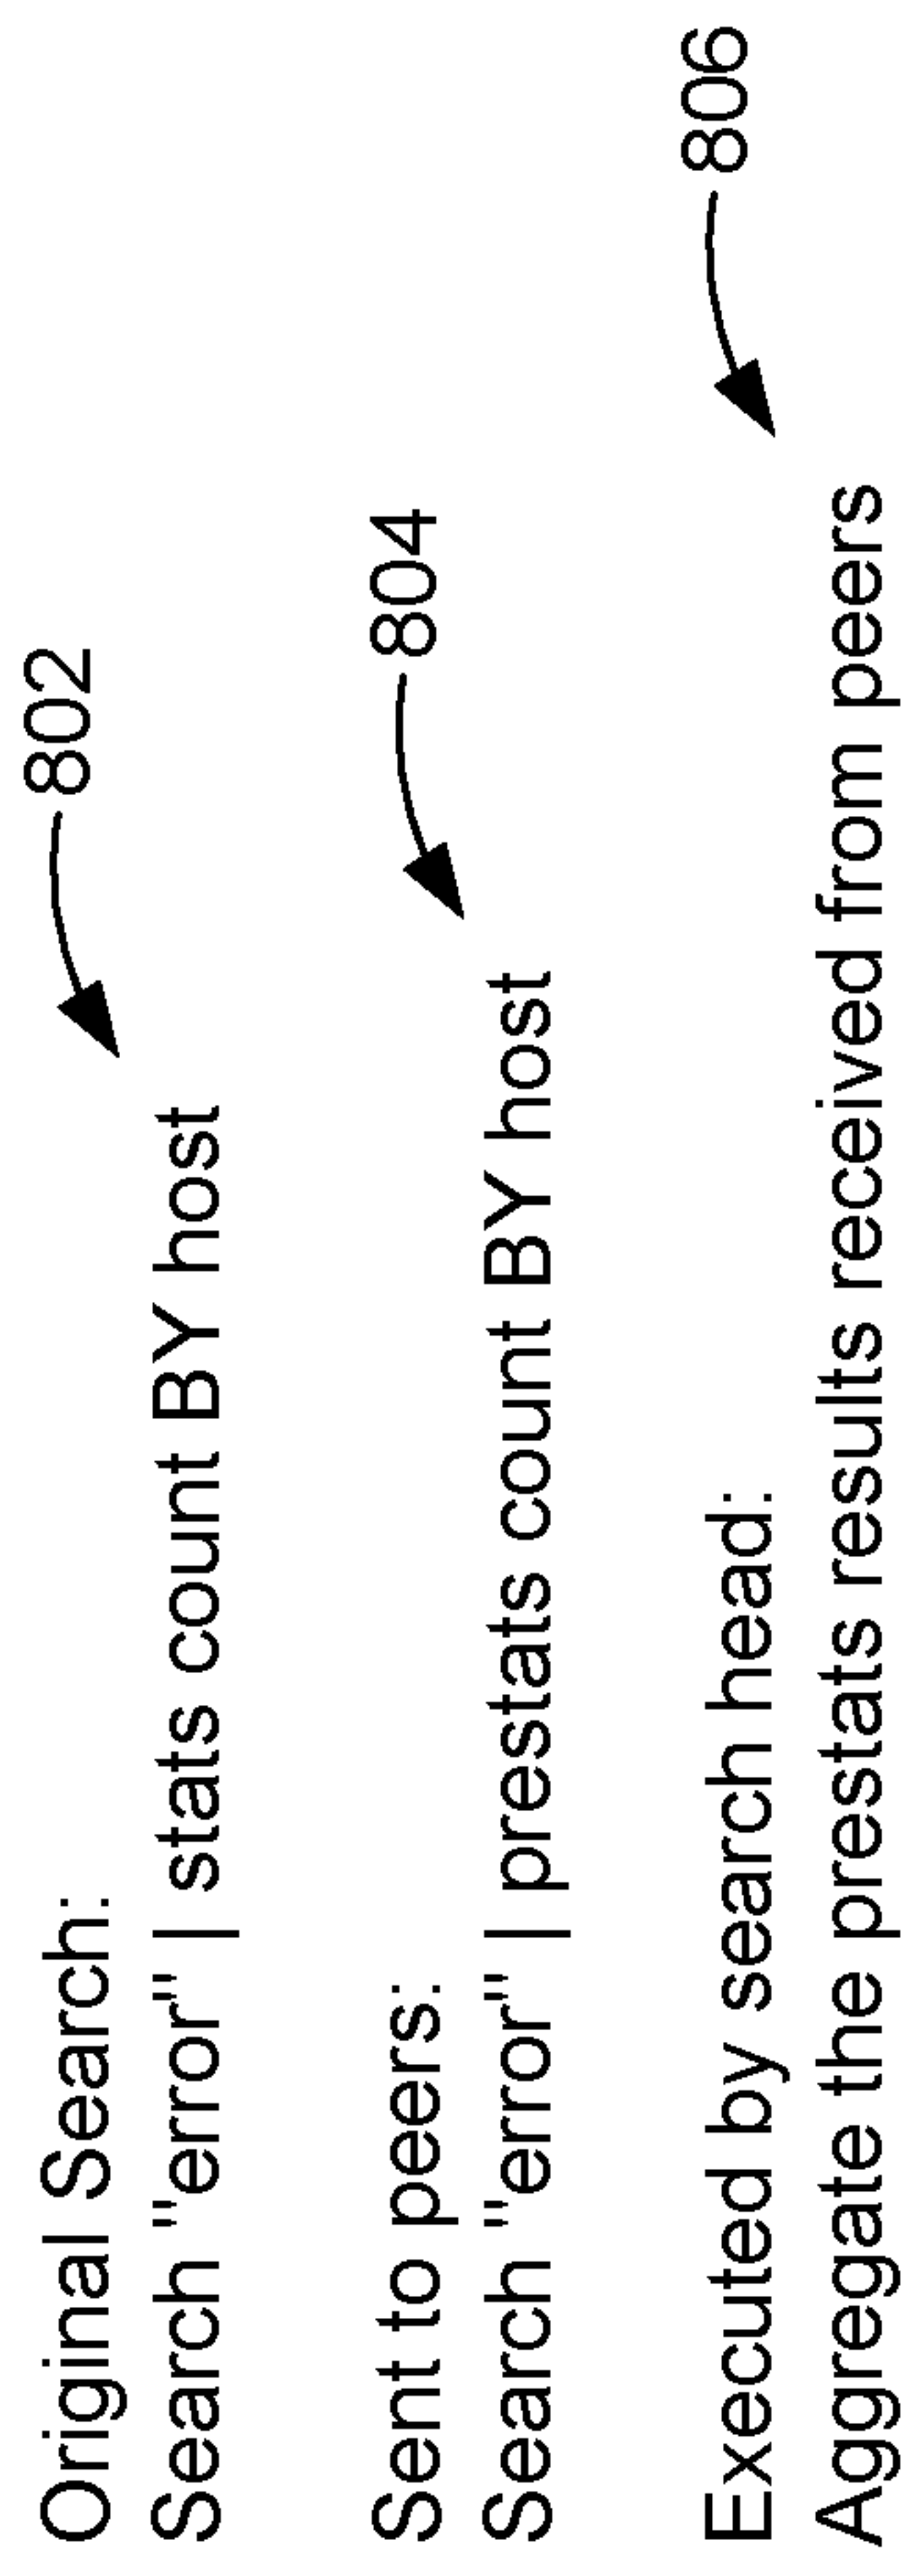 802
Original Search:
Search "error" | stats count BY host
804
Sent to peers:
Search "error" | prestats count BY host
806
Executed by search head:
Aggregate the prestats results received from peers